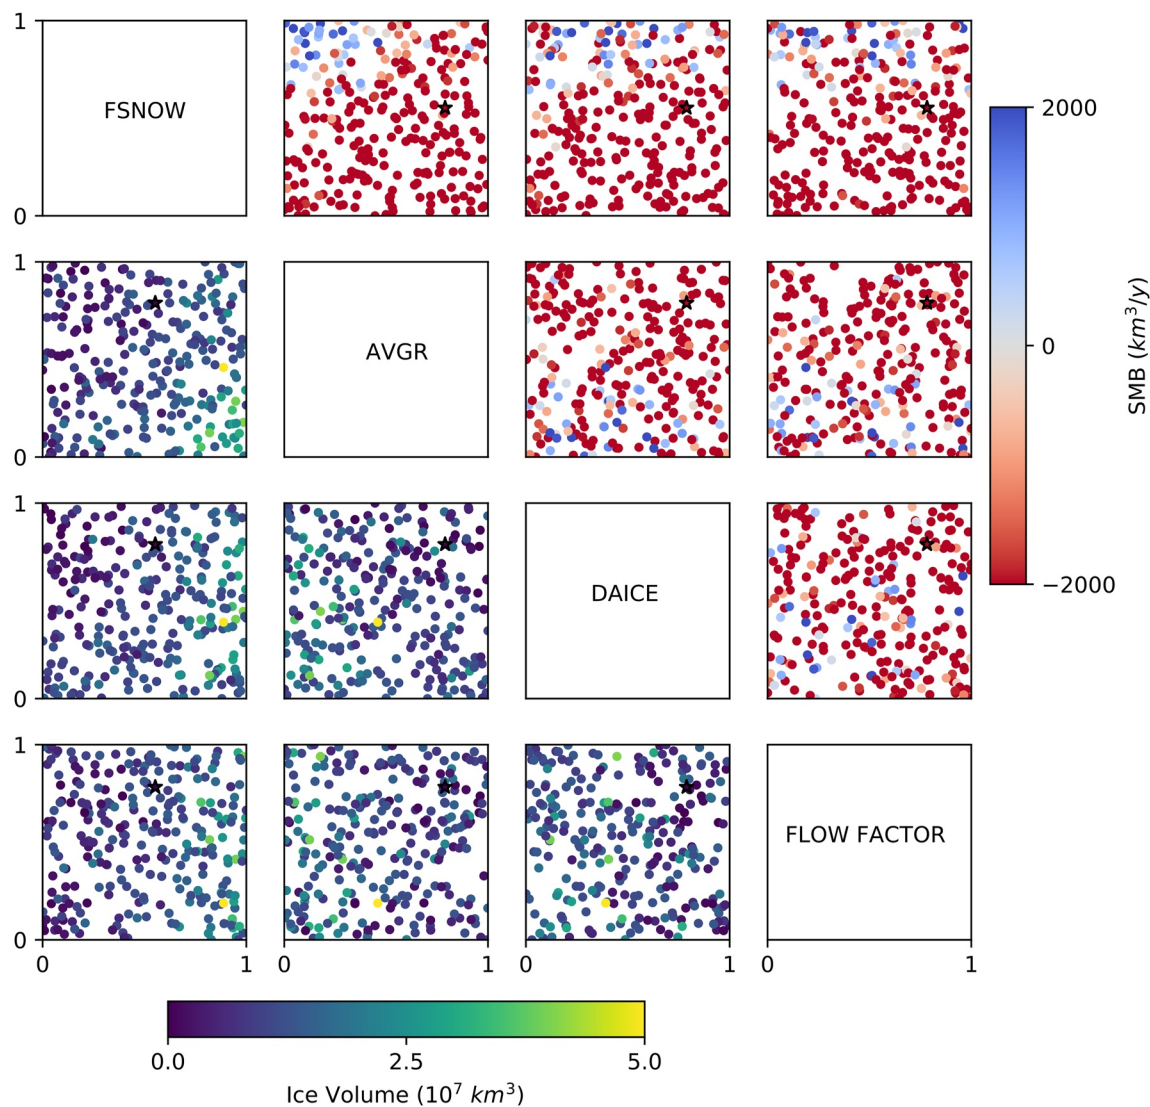 1
FSNOW
0
2000
SMB (km³/y)
0
−2000
1
AVGR
0
1
DAICE
0
1
FLOW FACTOR
0
0 1 0 1 0 1 0 1
0.0 2.5 5.0
Ice Volume (10⁷ km³)